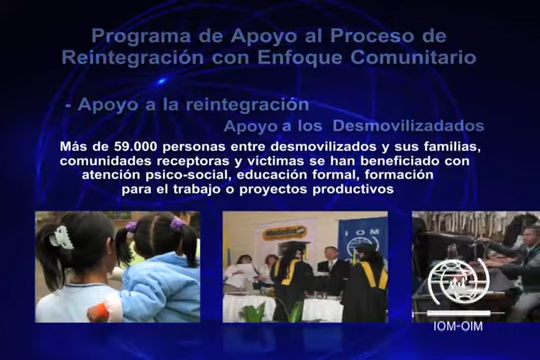 Programa de Apoyo al Proceso de
Reintegración con Enfoque Comunitario
- Apoyo a la reintegración
Apoyo a los Desmovilizadados
Más de 59.000 personas entre desmovilizados y sus familias,
comunidades receptoras y víctimas se han beneficiado con
atención psico-social, educación formal, formación
para el trabajo o proyectos productivos
I O M
IOM-OIM